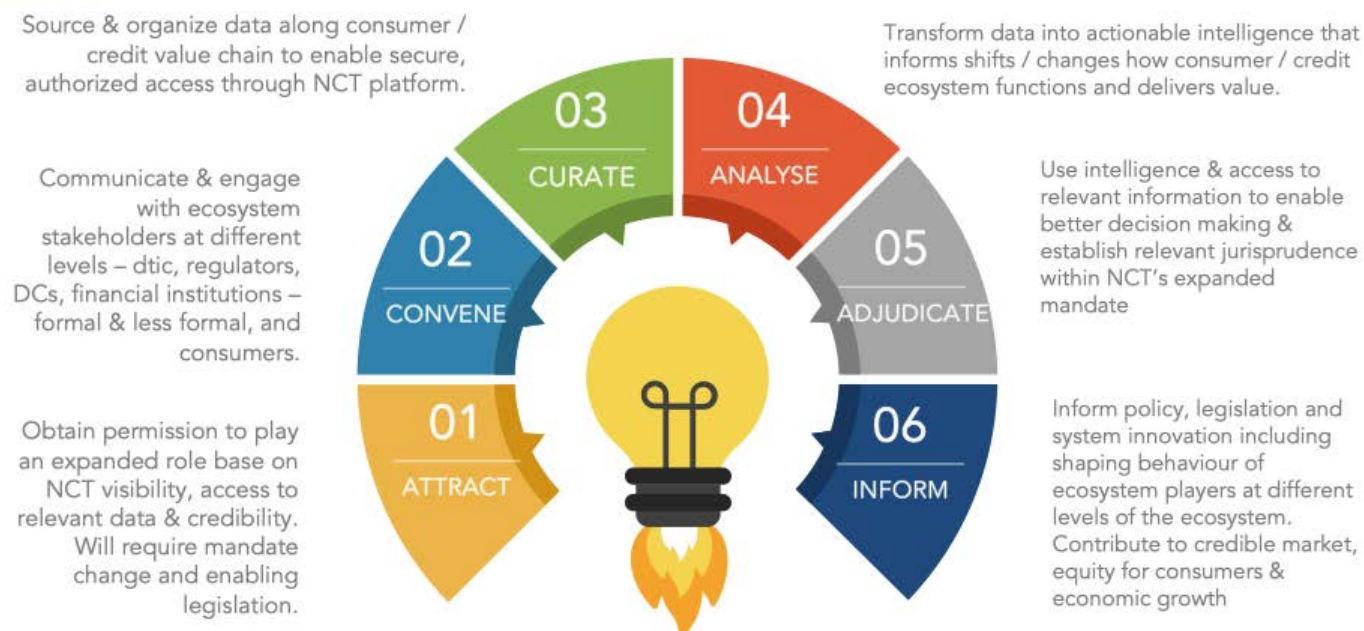 Source & organize data along consumer /
credit value chain to enable secure,
authorized access through NCT platform.
Transform data into actionable intelligence that
informs shifts / changes how consumer / credit
ecosystem functions and delivers value.
03
CURATE
04
ANALYSE
Communicate & engage
with ecosystem
stakeholders at different
levels – dtic, regulators,
DCs, financial institutions –
formal & less formal, and
consumers.
02
CONVENE
05
ADJUDICATE
Use intelligence & access to
relevant information to enable
better decision making &
establish relevant jurisprudence
within NCT's expanded
mandate
Obtain permission to play
an expanded role base on
NCT visibility, access to
relevant data & credibility.
Will require mandate
change and enabling
legislation.
01
ATTRACT
06
INFORM
Inform policy, legislation and
system innovation including
shaping behaviour of
ecosystem players at different
levels of the ecosystem.
Contribute to credible market,
equity for consumers &
economic growth